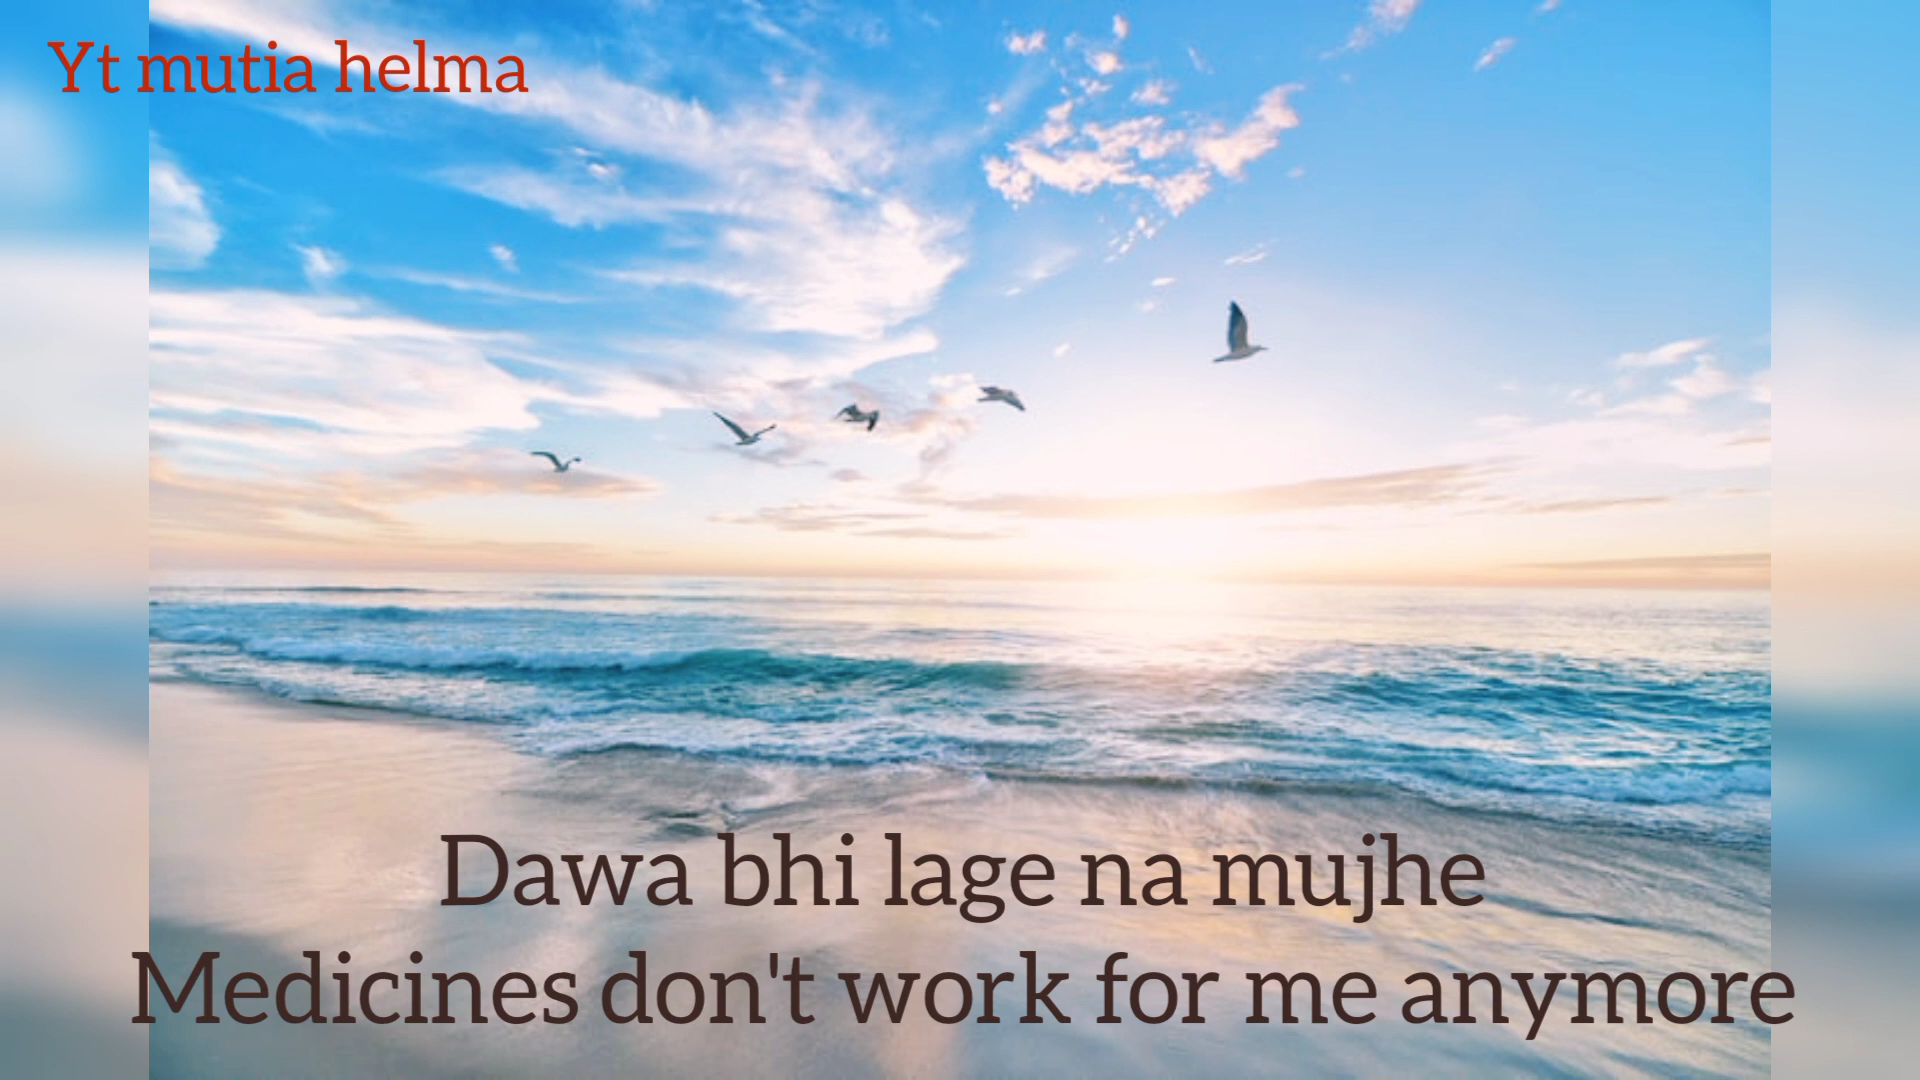 Yt mutia helma
Dawa bhi lage na mujhe
Medicines don't work for me anymore